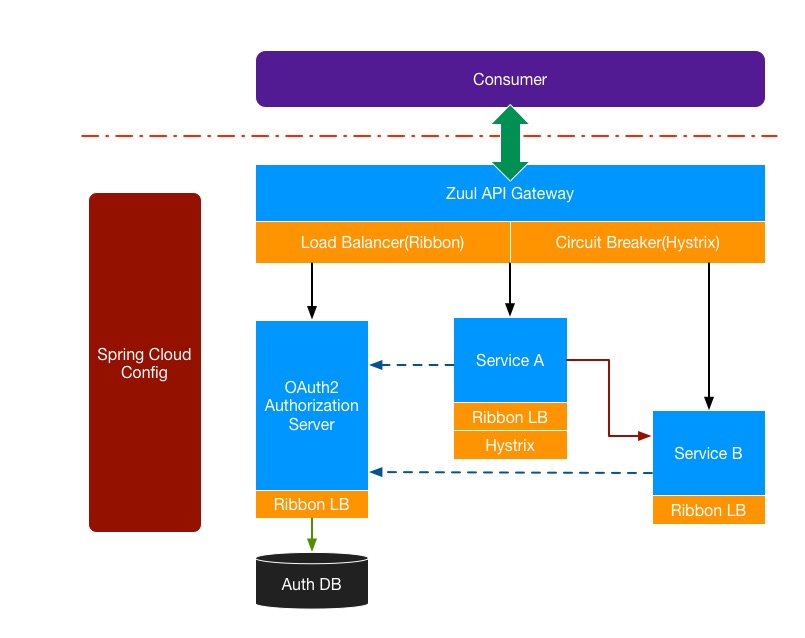 Consumer
Zuul API Gateway
Load Balancer(Ribbon)
Circuit Breaker(Hystrix)
Spring Cloud
Config
OAuth2
Authorization
Server
Ribbon LB
Service A
Ribbon LB
Hystrix
Service B
Ribbon LB
Auth DB